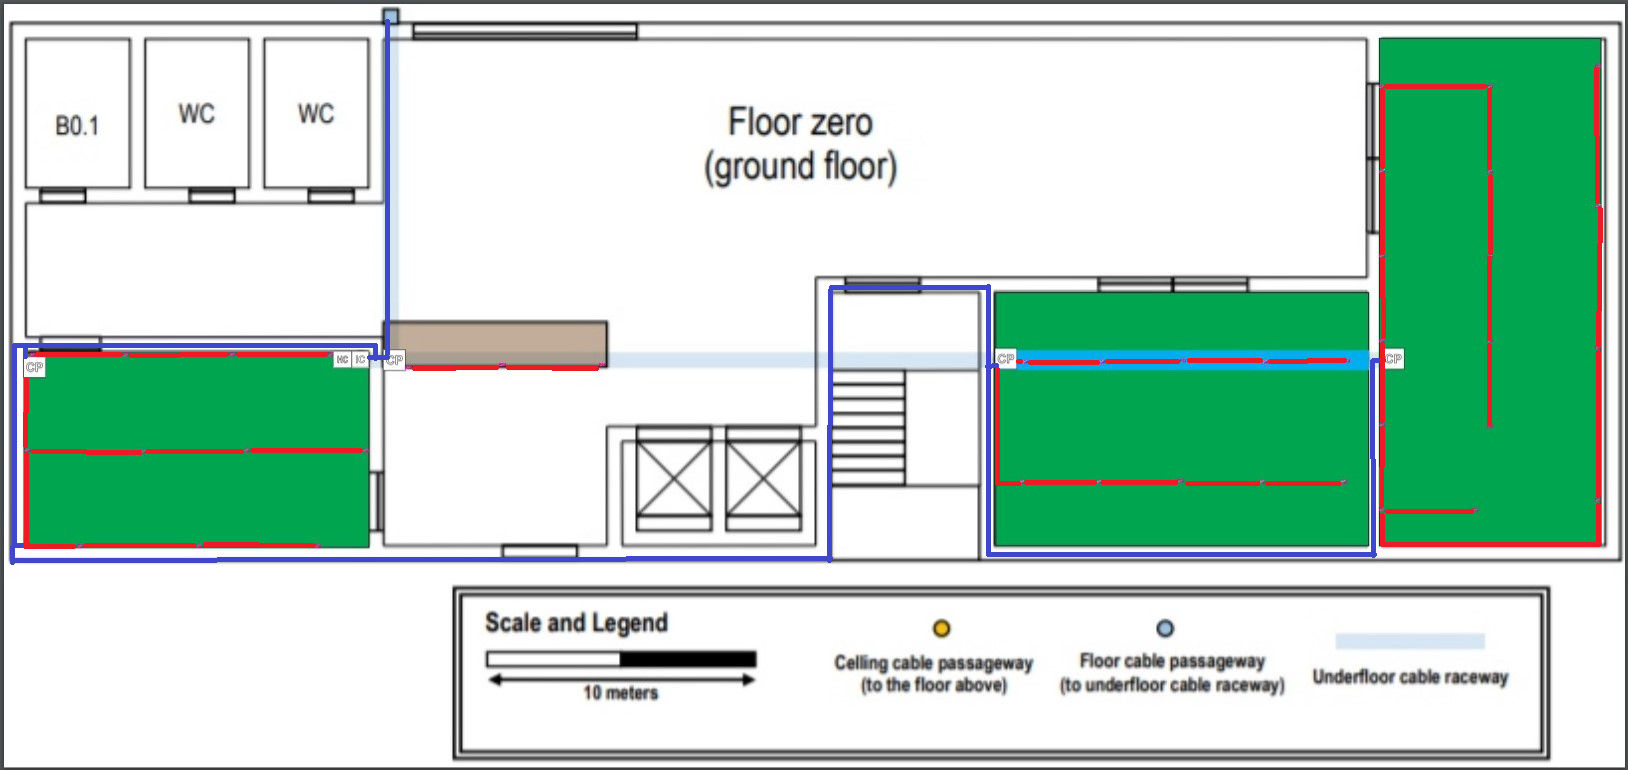 B0.1
WC
WC
Floor zero
(ground floor)
CP
HC
IC
CP
CP
CP
Scale and Legend
10 meters
Celling cable passageway
(to the floor above)
Floor cable passageway
(to underfloor cable raceway)
Underfloor cable raceway